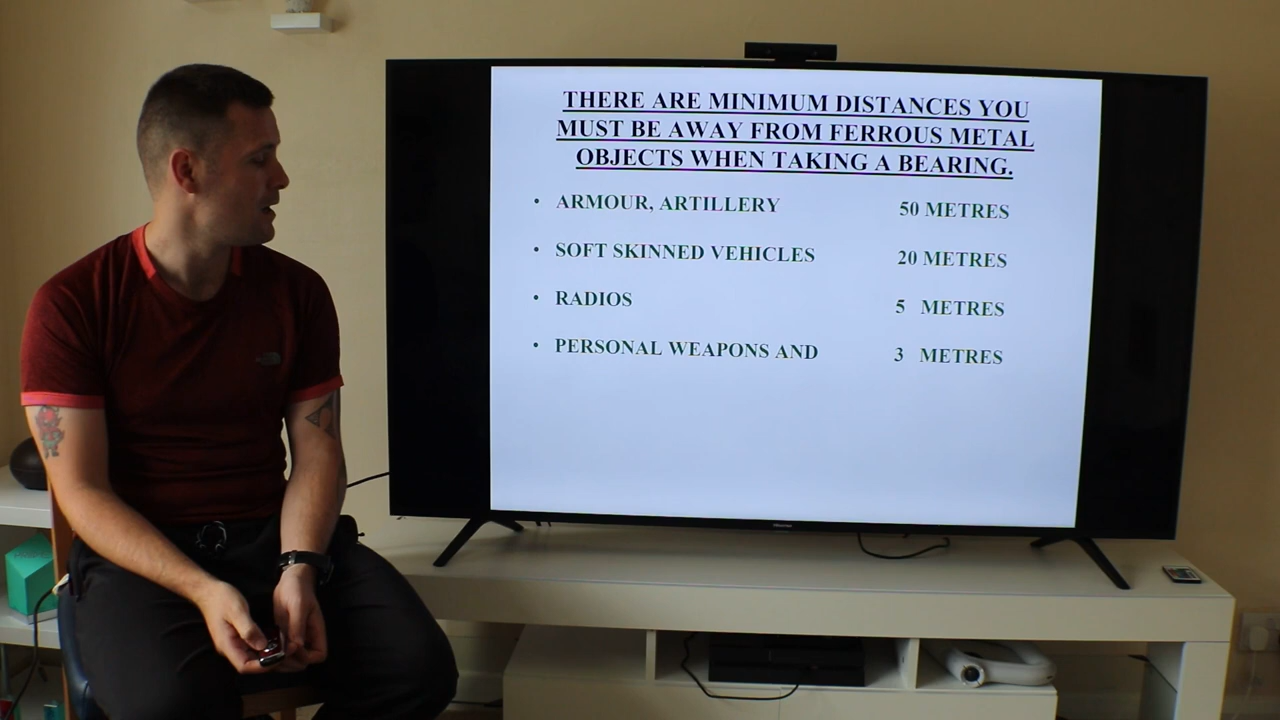 THERE ARE MINIMUM DISTANCES YOU
MUST BE AWAY FROM FERROUS METAL
OBJECTS WHEN TAKING A BEARING.
• ARMOUR, ARTILLERY 50 METRES
• SOFT SKINNED VEHICLES 20 METRES
• RADIOS 5 METRES
• PERSONAL WEAPONS AND 3 METRES
Hisense